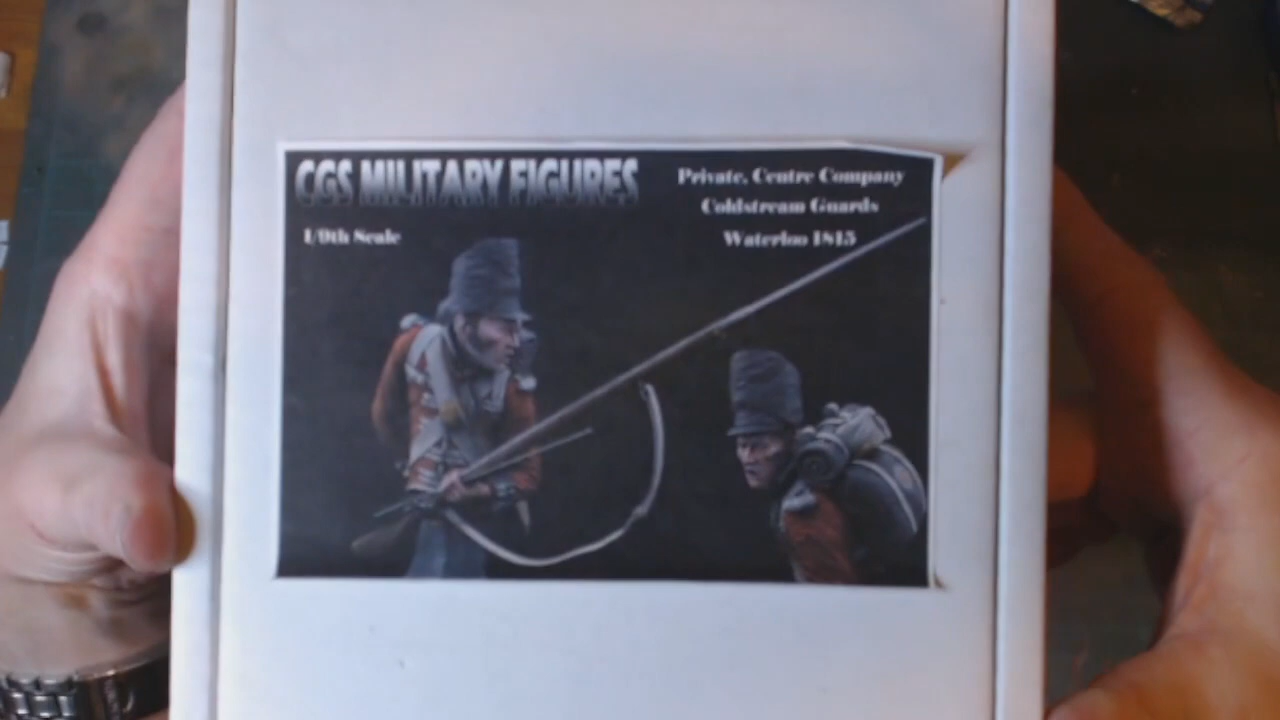 CGS MILITARY FIGURES
1/9th Scale
Private, Centre Company
Coldstream Guards
Waterloo 1815